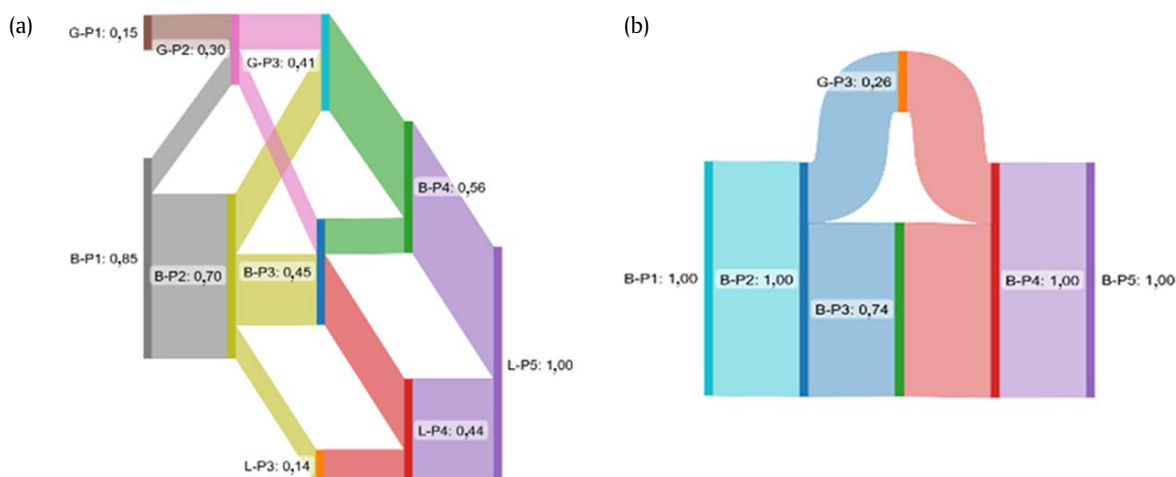 (a)
G-P1: 0,15
G-P2: 0,30
G-P3: 0,41
B-P4: 0,56
B-P1: 0,85
B-P2: 0,70
B-P3: 0,45
L-P5: 1,00
L-P4: 0,44
L-P3: 0,14
(b)
G-P3: 0,26
B-P1: 1,00
B-P2: 1,00
B-P3: 0,74
B-P4: 1,00
B-P5: 1,00